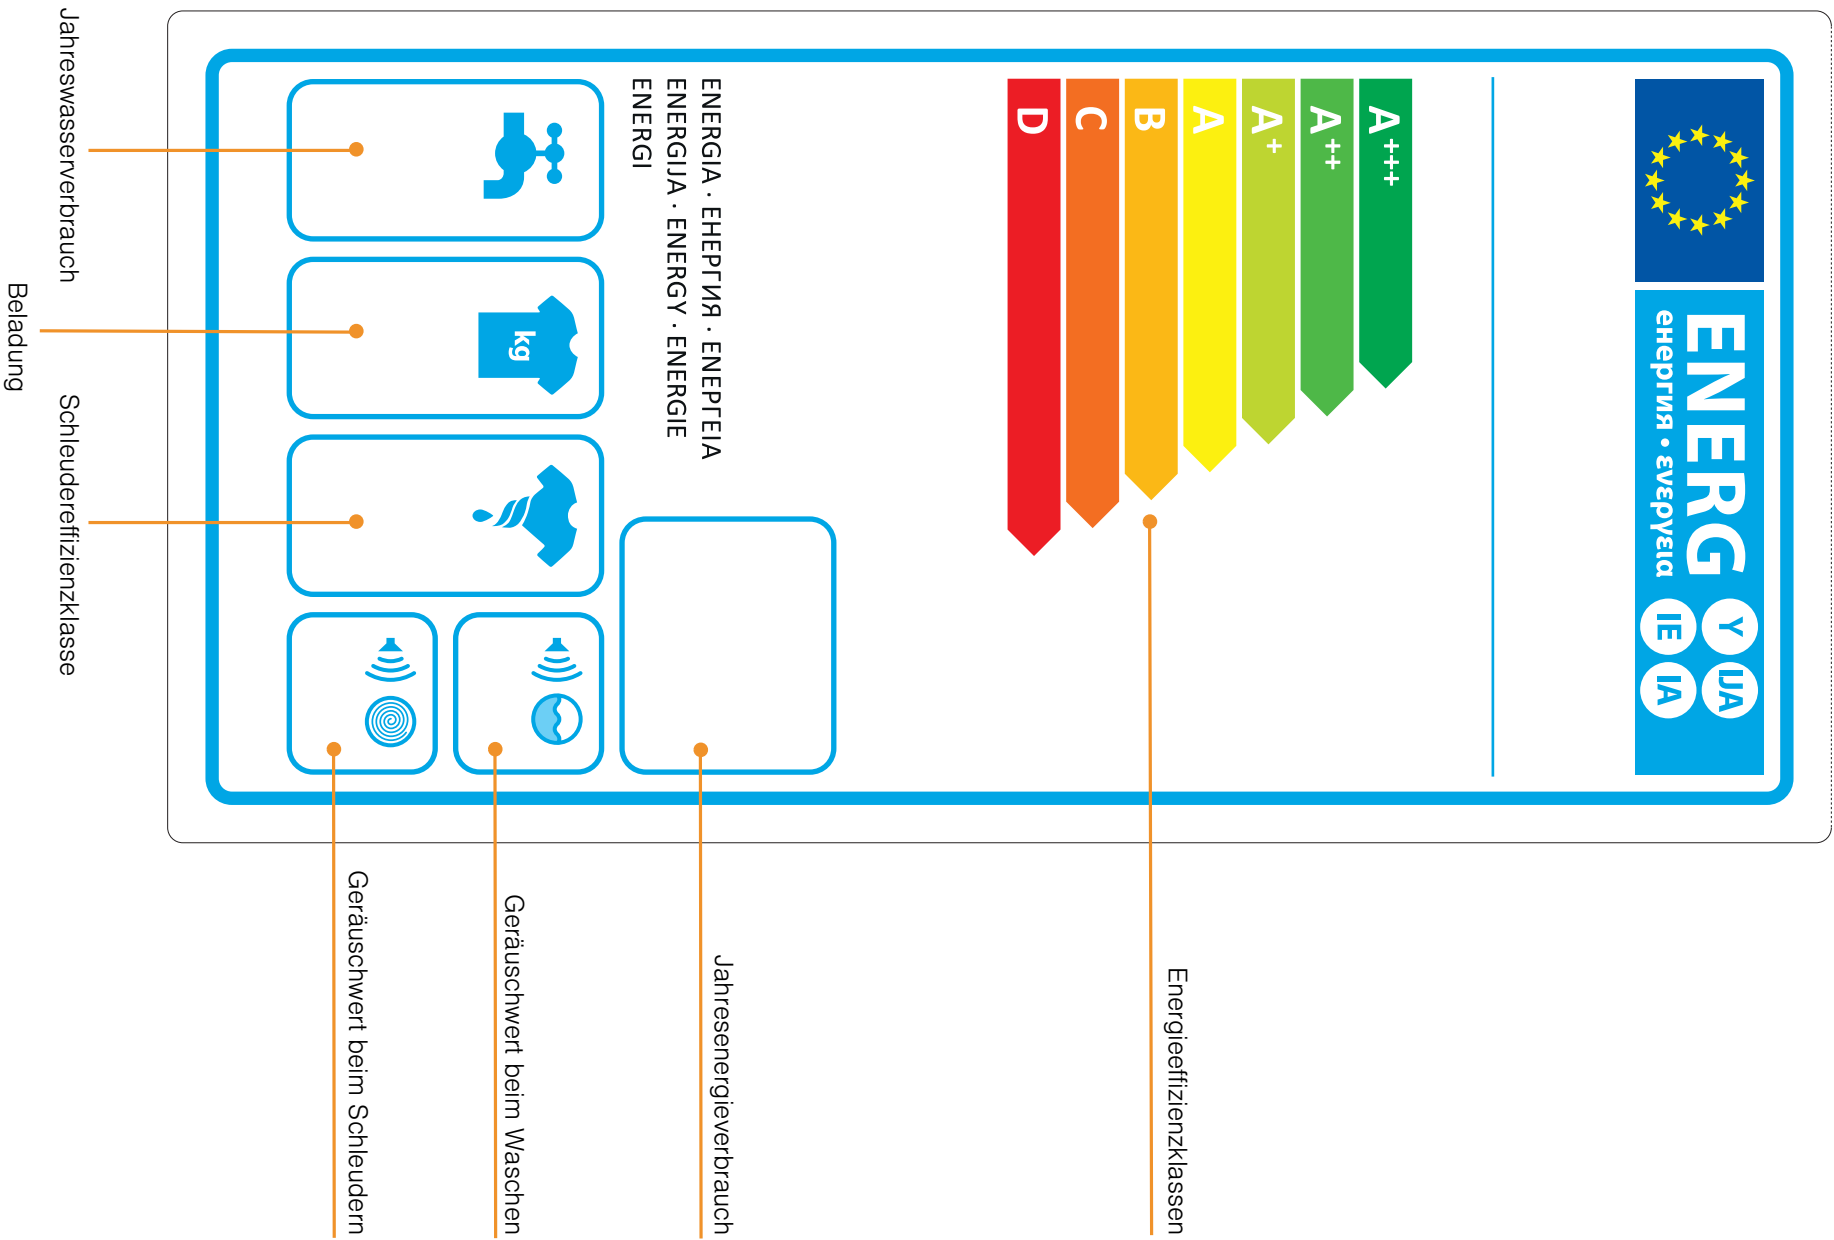 ENERG
енергия · ενεργεια
Y IJA
IE IA
A+++
A++
A+
A
B
C
D
Energieeffizienzklassen
ENERGIA · ЕНЕРГИЯ · ΕΝΕΡΓΕΙΑ
ENERGIJA · ENERGY · ENERGIE
ENERGI
Jahresenergieverbrauch
kg
Geräuschwert beim Waschen
Geräuschwert beim Schleudern
Jahreswasserverbrauch
Beladung
Schleudereffizienzklasse